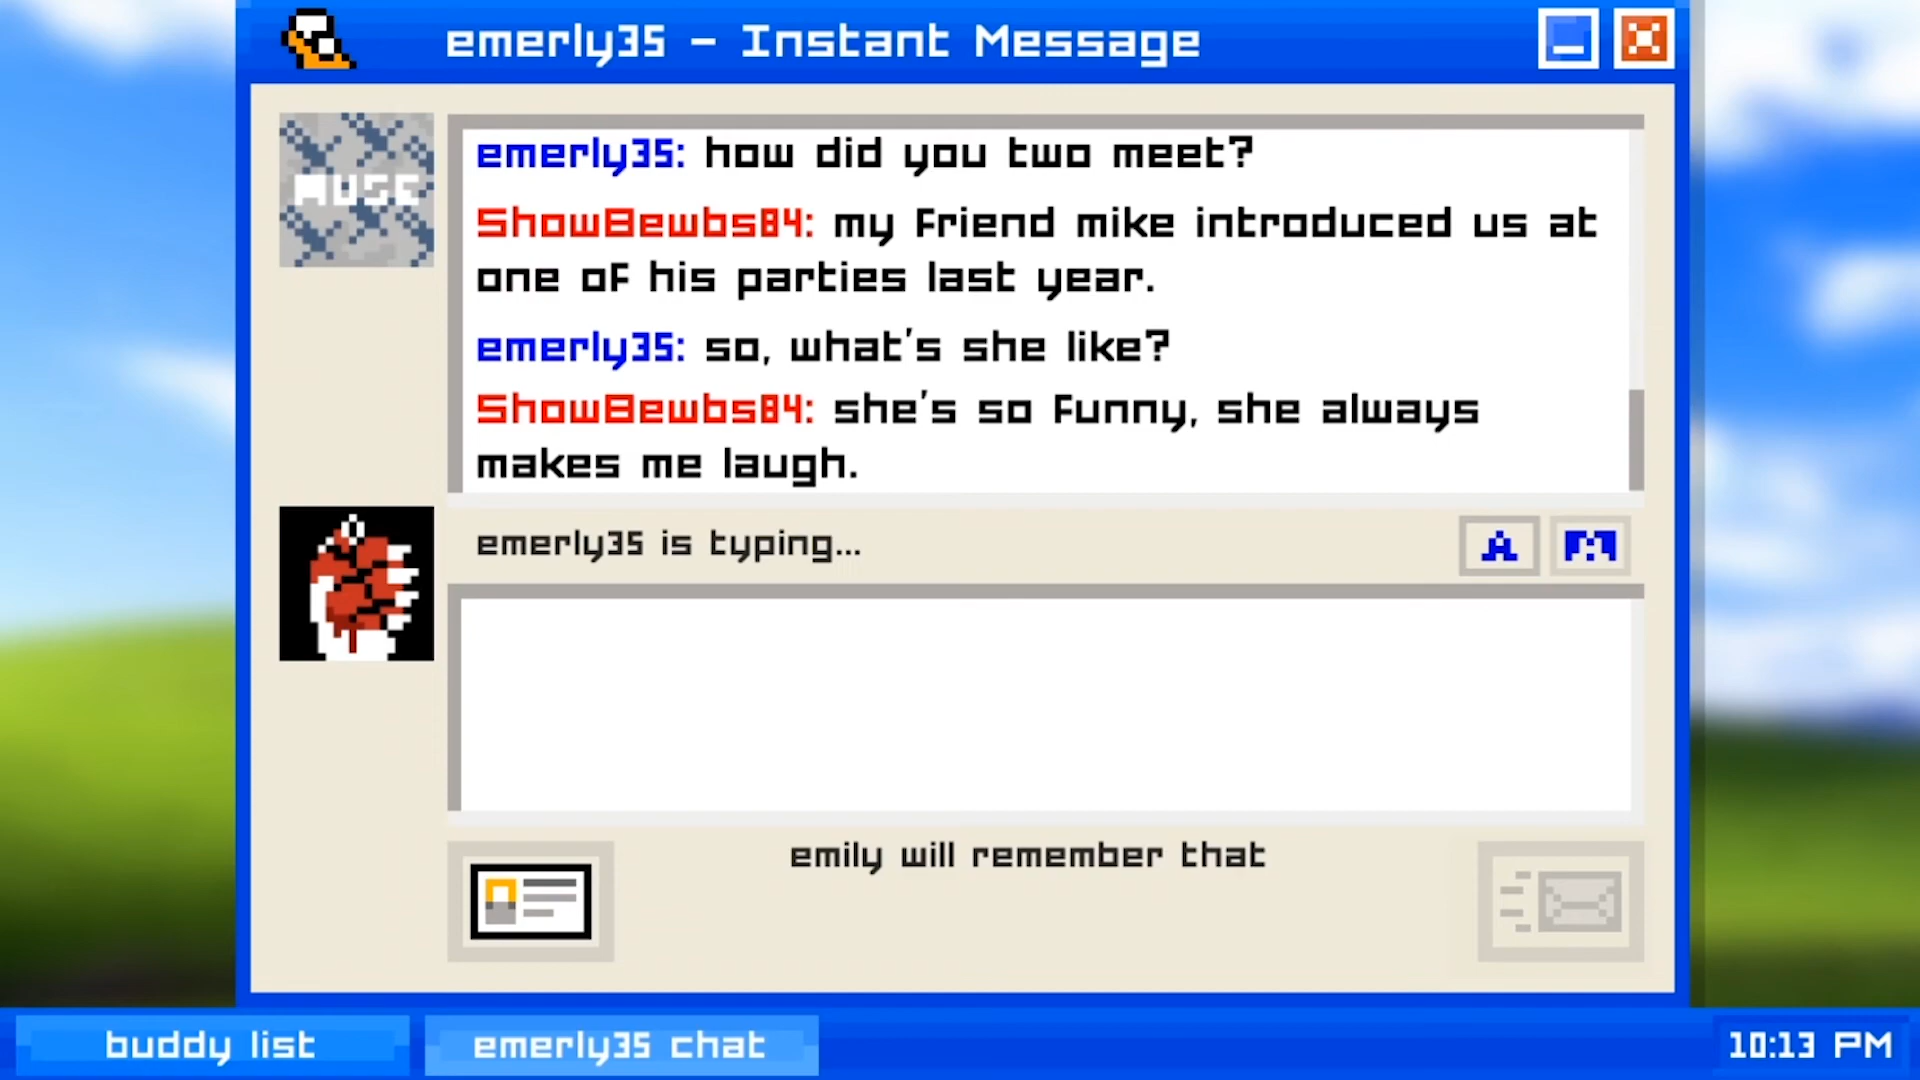 emerly35 - Instant Message
MUSE
emerly35: how did you two meet?
ShowBewbs84: my friend mike introduced us at
one of his parties last year.
emerly35: so, what's she like?
ShowBewbs84: she's so funny, she always
makes me laugh.
emerly35 is typing...
A
emily will remember that
buddy list
emerly35 chat
10:13 PM